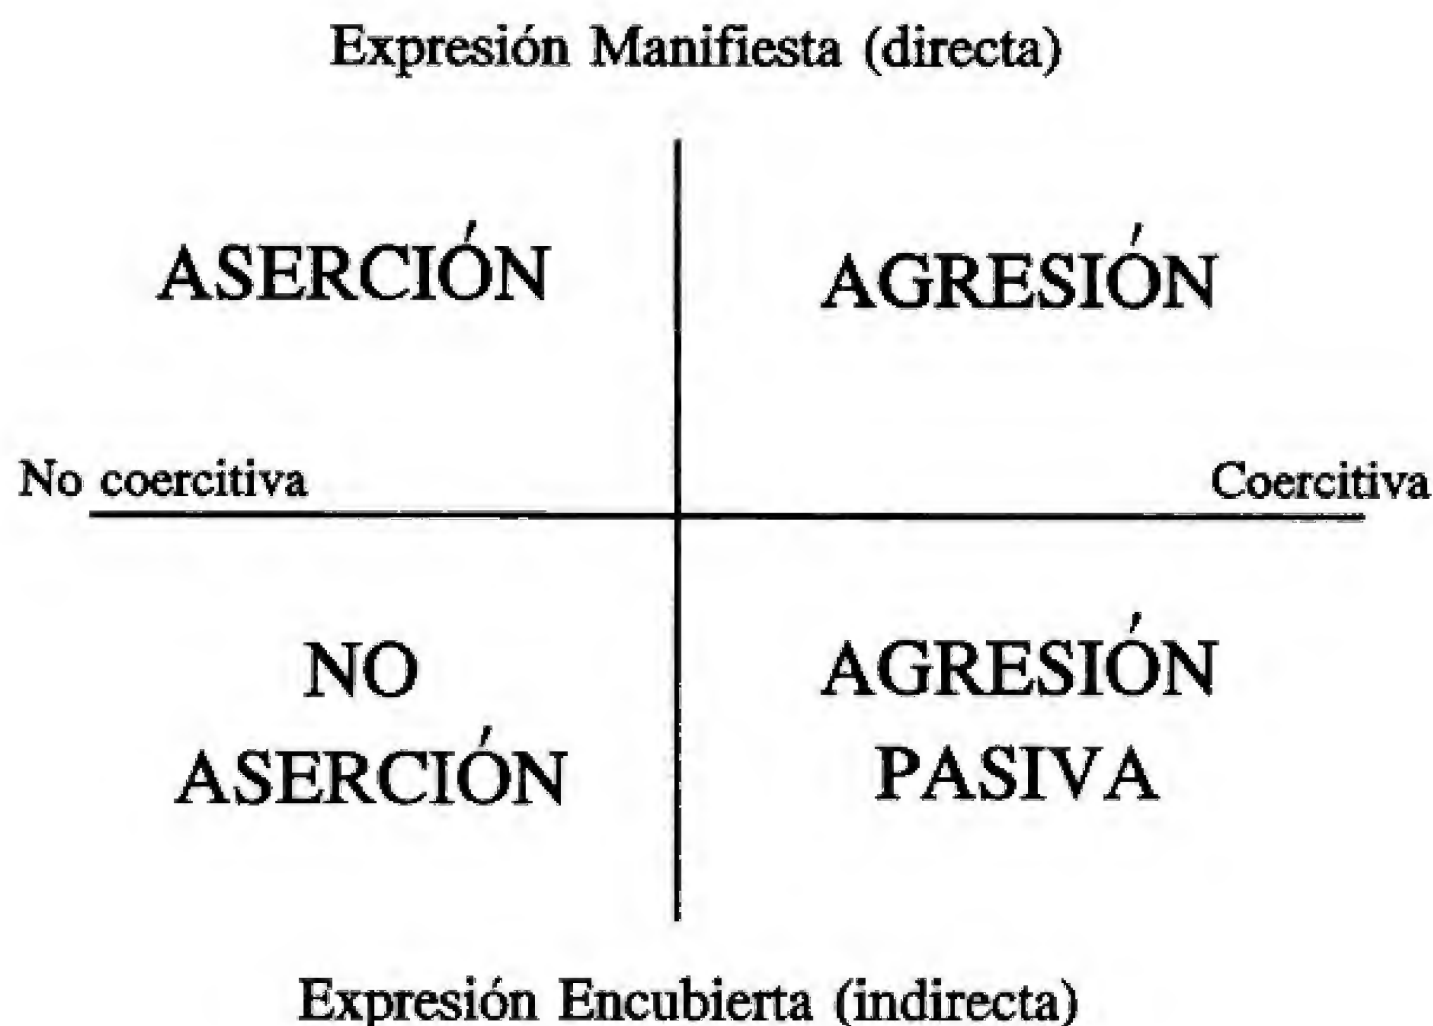 Expresión Manifiesta (directa)
ASERCIÓN
AGRESIÓN
No coercitiva
Coercitiva
NO
ASERCIÓN
AGRESIÓN
PASIVA
Expresión Encubierta (indirecta)